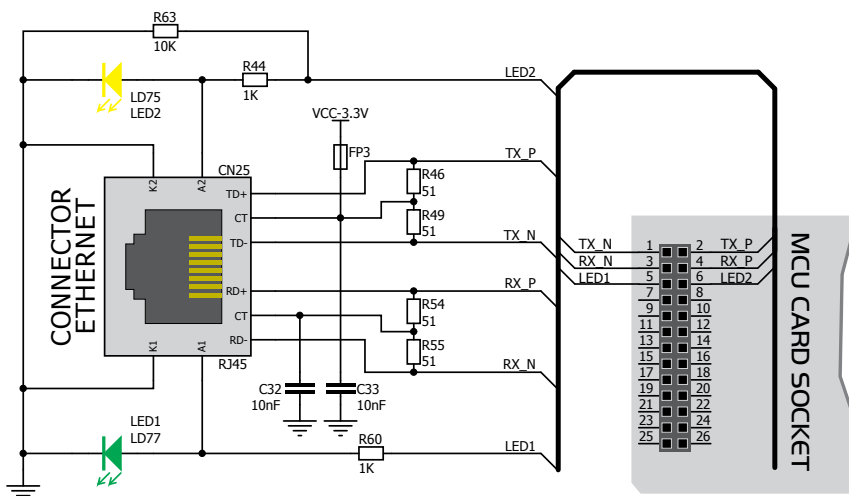 R63
10K
R44
1K
LED2
LD75
LED2
VCC-3.3V
FP3
CN25
K2
A2
TD+
CT
TD-
RD+
CT
RD-
K1
A1
RJ45
CONNECTOR
ETHERNET
TX_P
R46
51
R49
51
TX_N
RX_P
R54
51
R55
51
RX_N
C32
10nF
C33
10nF
LED1
LD77
R60
1K
LED1
TX_N 1 2 TX_P
RX_N 3 4 RX_P
LED1 5 6 LED2
7 8
9 10
11 12
13 14
15 16
17 18
19 20
21 22
23 24
25 26
MCU CARD SOCKET